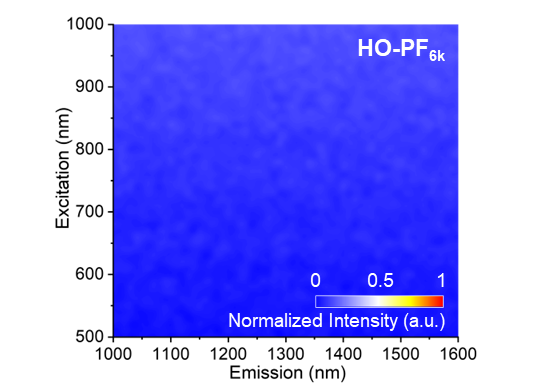 1000
HO-PF6k
900
800
Excitation (nm)
700
600
0 0.5 1
Normalized Intensity (a.u.)
500
1000 1100 1200 1300 1400 1500 1600
Emission (nm)